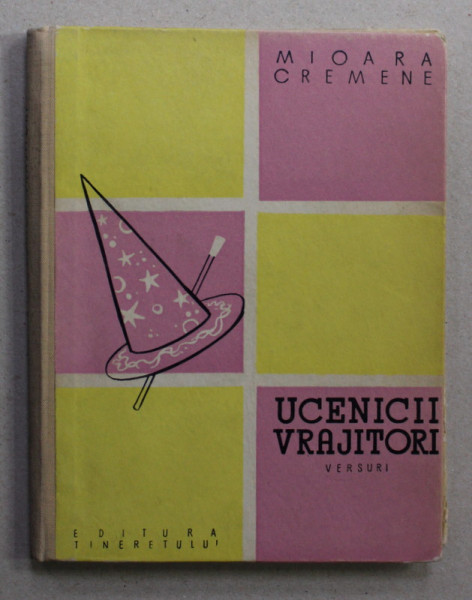 MIOARA
CREMENE
UCENICII
VRAJITORI
VERSURI
EDITURA
TINERETULUI